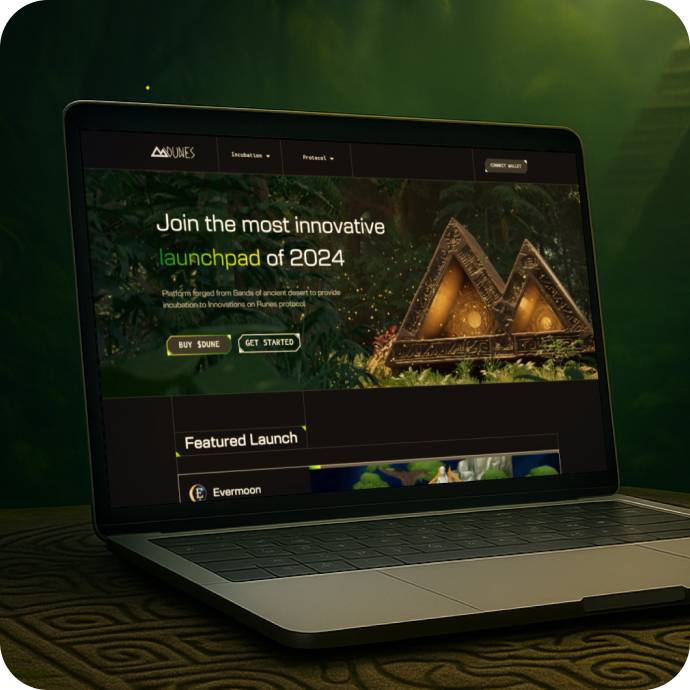 DUNES
Incubation
Protocol
CONNECT WALLET
Join the most innovative
launchpad of 2024
Platform forged from Sands of ancient desert to provide
incubation to Innovations on Runes protocol
BUY $DUNE
GET STARTED
Featured Launch
E
Evermoon